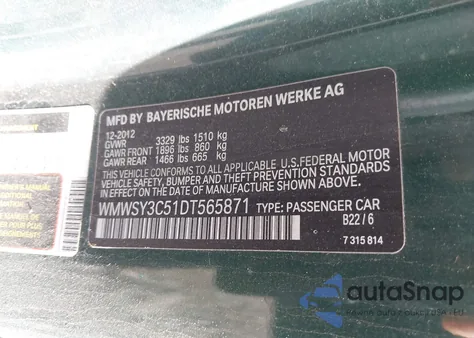 MFD BY BAYERISCHE MOTOREN WERKE AG
12-2012
GVWR 3329 lbs 1510 kg
GAWR FRONT 1896 lbs 860 kg
GAWR REAR 1466 lbs 665 kg
THIS VEHICLE CONFORMS TO ALL APPLICABLE U.S.FEDERAL MOTOR
VEHICLE SAFETY, BUMPER, AND THEFT PREVENTION STANDARDS
IN EFFECT ON THE DATE OF MANUFACTURE SHOWN ABOVE.
WMWSY3C51DT565871 TYPE: PASSENGER CAR
B22/6
7 315 814
autoSnap